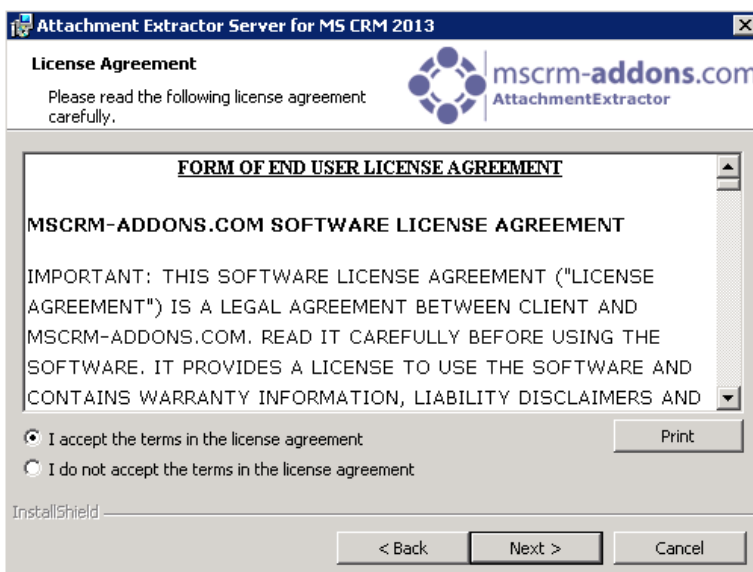 Attachment Extractor Server for MS CRM 2013
License Agreement
Please read the following license agreement
carefully.
mscrm-addons.com
AttachmentExtractor
FORM OF END USER LICENSE AGREEMENT
MSCRM-ADDONS.COM SOFTWARE LICENSE AGREEMENT
IMPORTANT: THIS SOFTWARE LICENSE AGREEMENT ("LICENSE
AGREEMENT") IS A LEGAL AGREEMENT BETWEEN CLIENT AND
MSCRM-ADDONS.COM. READ IT CAREFULLY BEFORE USING THE
SOFTWARE. IT PROVIDES A LICENSE TO USE THE SOFTWARE AND
CONTAINS WARRANTY INFORMATION, LIABILITY DISCLAIMERS AND
I accept the terms in the license agreement
Print
I do not accept the terms in the license agreement
InstallShield
< Back
Next >
Cancel